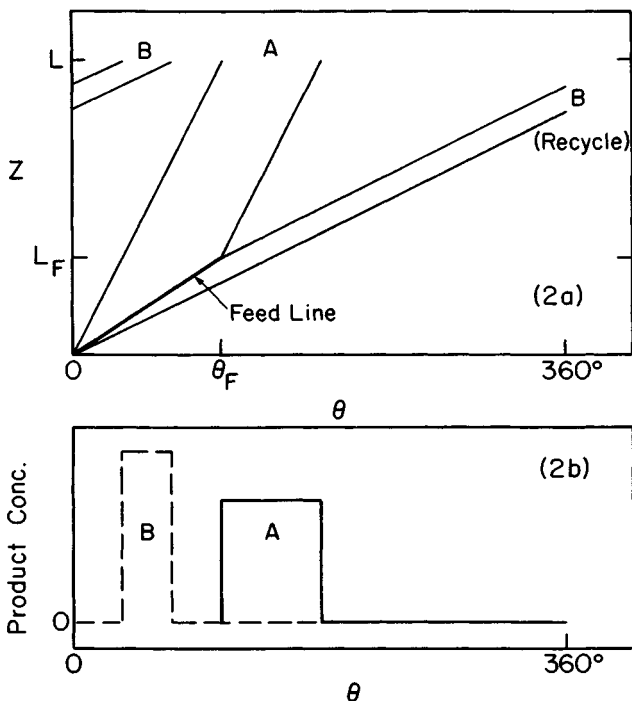 L
B
A
B
(Recycle)
Z
L_F
Feed Line
(2a)
0
θ_F
360°
θ
Product Conc.
(2b)
B
A
0
0
360°
θ